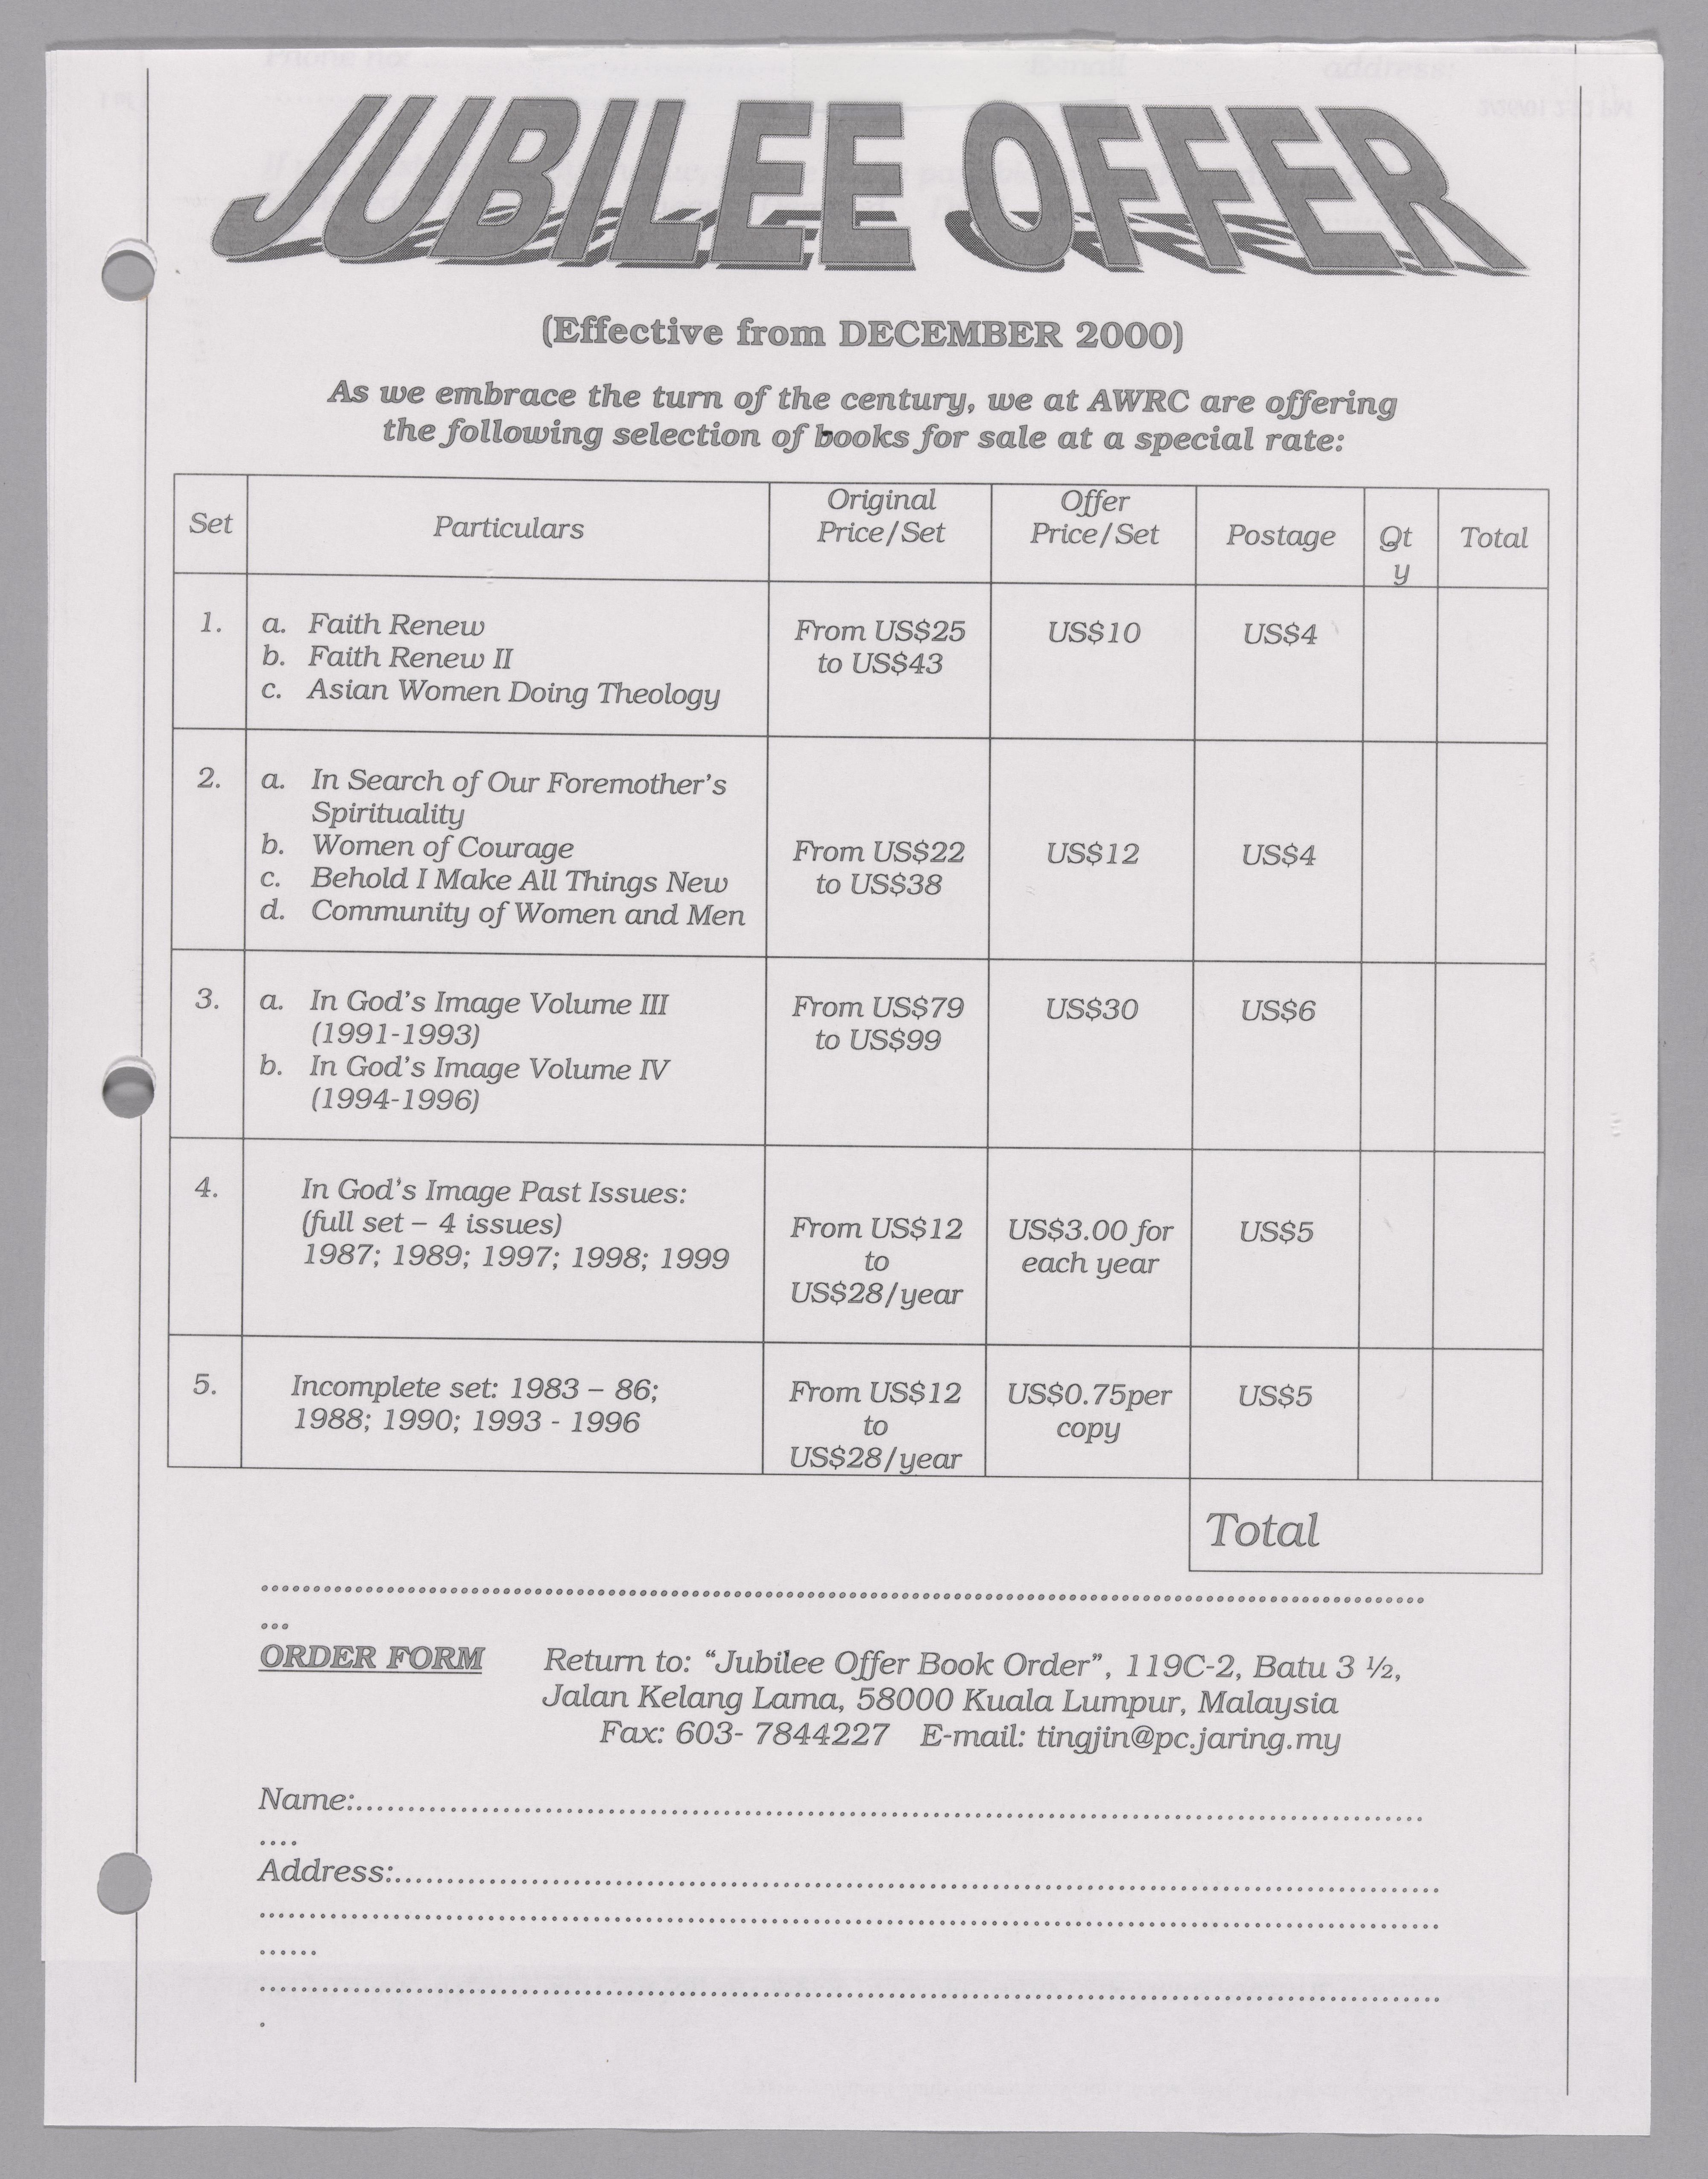 JUBILEE OFFER
(Effective from DECEMBER 2000)
As we embrace the turn of the century, we at AWRC are offering
the following selection of books for sale at a special rate:
Set
Particulars
Original
Price/Set
Offer
Price/Set
Postage
Qt
y
Total
1.
a. Faith Renew
b. Faith Renew II
c. Asian Women Doing Theology
From US$25
to US$43
US$10
US$4
2.
a. In Search of Our Foremother's
Spirituality
b. Women of Courage
c. Behold I Make All Things New
d. Community of Women and Men
From US$22
to US$38
US$12
US$4
3.
a. In God's Image Volume III
(1991-1993)
b. In God's Image Volume IV
(1994-1996)
From US$79
to US$99
US$30
US$6
4.
In God's Image Past Issues:
(full set – 4 issues)
1987; 1989; 1997; 1998; 1999
From US$12
to
US$28/year
US$3.00 for
each year
US$5
5.
Incomplete set: 1983 – 86;
1988; 1990; 1993 - 1996
From US$12
to
US$28/year
US$0.75per
copy
US$5
Total
ORDER FORM Return to: “Jubilee Offer Book Order”, 119C-2, Batu 3 ½,
Jalan Kelang Lama, 58000 Kuala Lumpur, Malaysia
Fax: 603- 7844227 E-mail: tingjin@pc.jaring.my
Name:
Address: